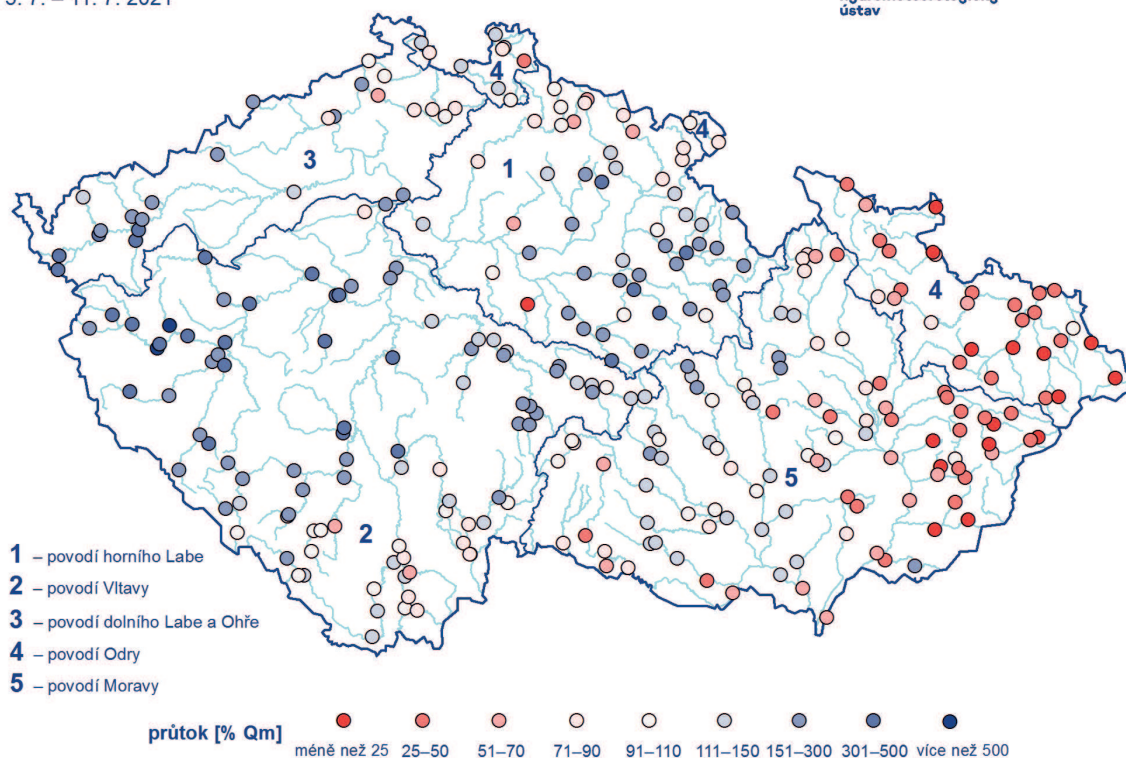 5. 7. – 11. 7. 2021
ústav
4
4
3
1
4
5
2
1 – povodí horního Labe
2 – povodí Vltavy
3 – povodí dolního Labe a Ohře
4 – povodí Odry
5 – povodí Moravy
průtok [% Qm]
méně než 25 25–50 51–70 71–90 91–110 111–150 151–300 301–500 více než 500